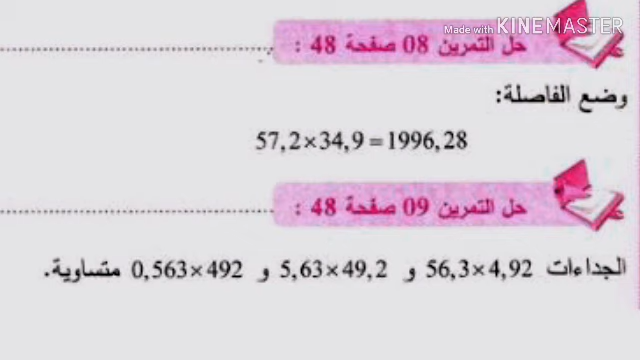 Made with KINEMASTER
حل التمرين 08 صفحة 48 :
وضع الفاصلة:
57,2×34,9=1996,28
حل التمرين 09 صفحة 48 :
الجداءات 56,3×4,92 و 5,63×49,2 و 0,563×492 متساوية.